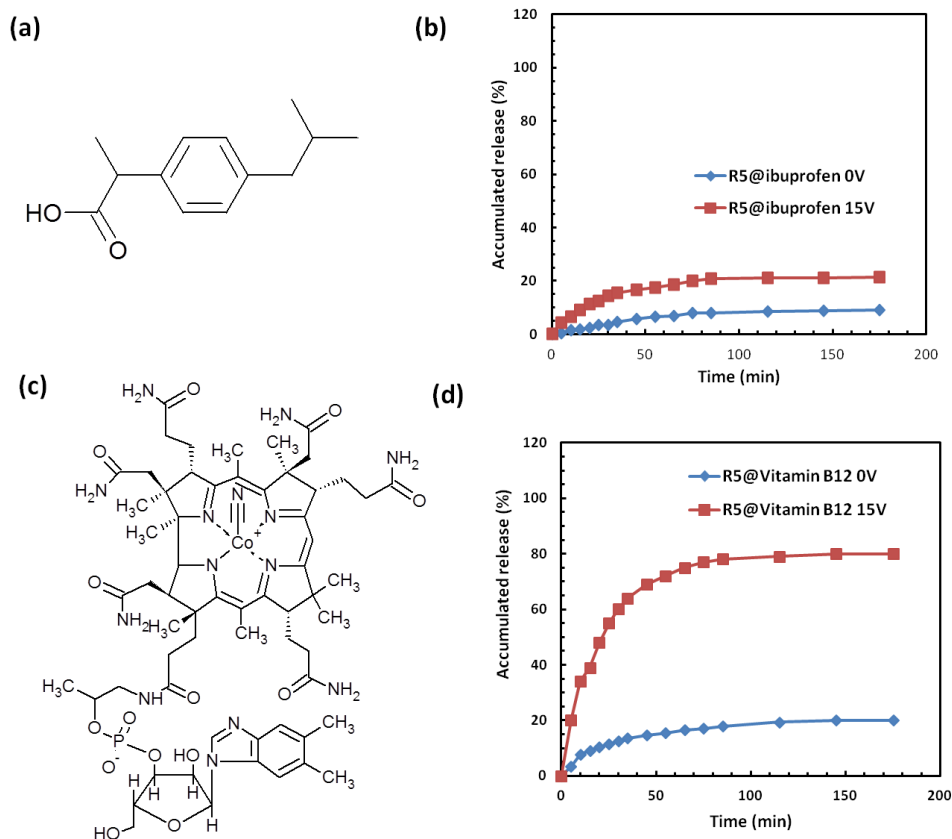 (a)
HO
O
(b)
Accumulated release (%)
120
100
80
60
40
20
0
R5@ibuprofen 0V
R5@ibuprofen 15V
0
50
100
150
200
Time (min)
(c)
H₂N
O
H₂N
O
CH₃
CH₃
O
NH₂
O
NH₂
H₃C
CH₃
H₃C
N
N
N
Co⁺
N
N
O
NH₂
H₃C
CH₃
CH₃
CH₃
H₃C
NH
O
O
NH₂
O
O
P
O⁻
O
N
N
CH₃
CH₃
HO
H
H
H
H
O
HO
(d)
Accumulated release (%)
120
100
80
60
40
20
0
R5@Vitamin B12 0V
R5@Vitamin B12 15V
0
50
100
150
200
Time (min)